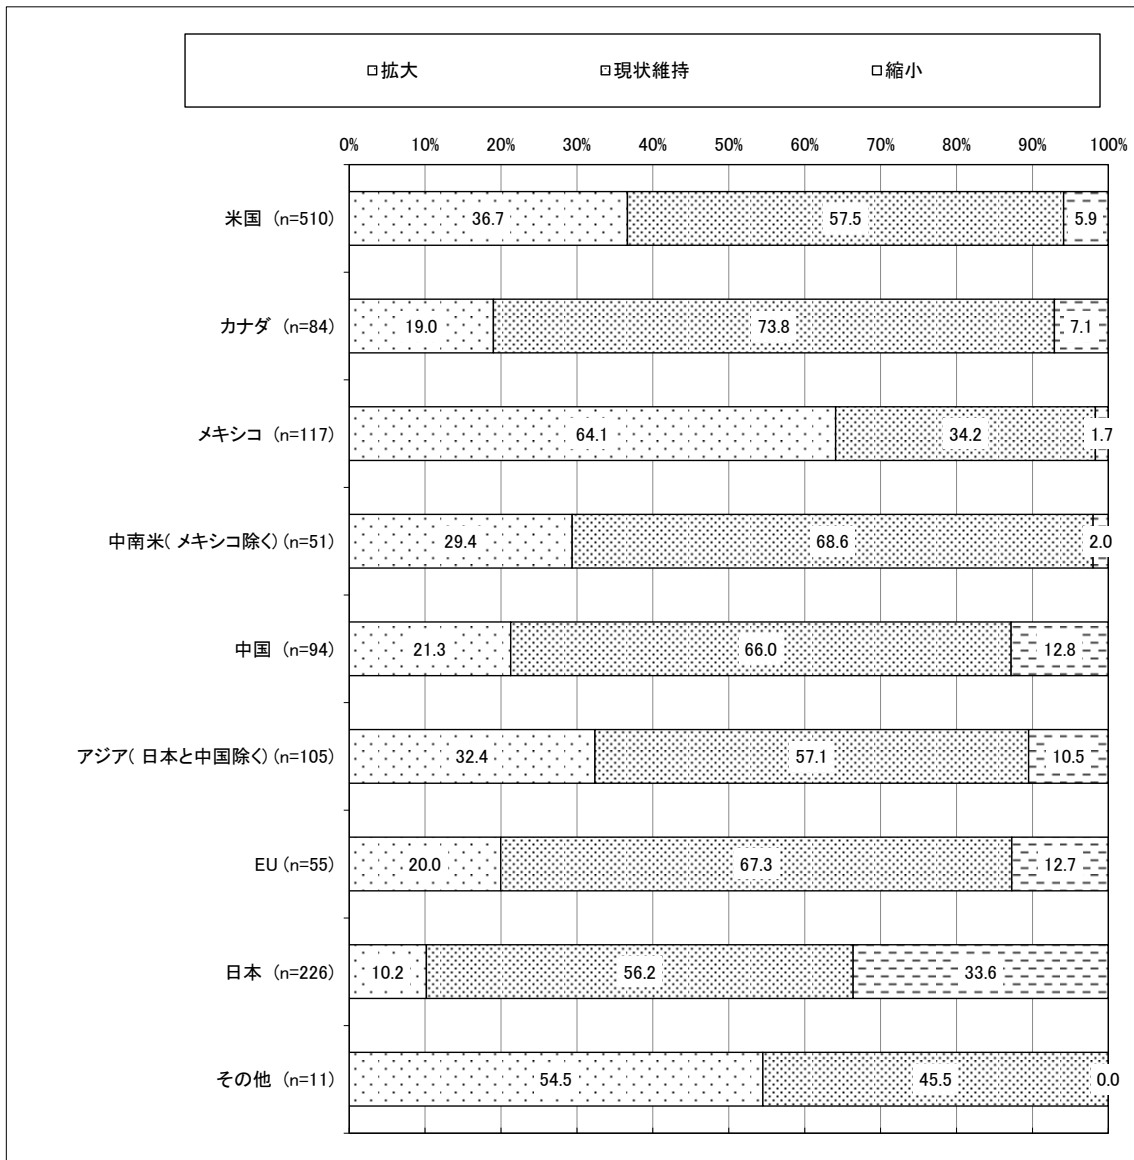 拡大 現状維持 縮小
0% 10% 20% 30% 40% 50% 60% 70% 80% 90% 100%
米国 (n=510) 36.7 57.5 5.9
カナダ (n=84) 19.0 73.8 7.1
メキシコ (n=117) 64.1 34.2 1.7
中南米( メキシコ除く) (n=51) 29.4 68.6 2.0
中国 (n=94) 21.3 66.0 12.8
アジア( 日本と中国除く) (n=105) 32.4 57.1 10.5
EU (n=55) 20.0 67.3 12.7
日本 (n=226) 10.2 56.2 33.6
その他 (n=11) 54.5 45.5 0.0